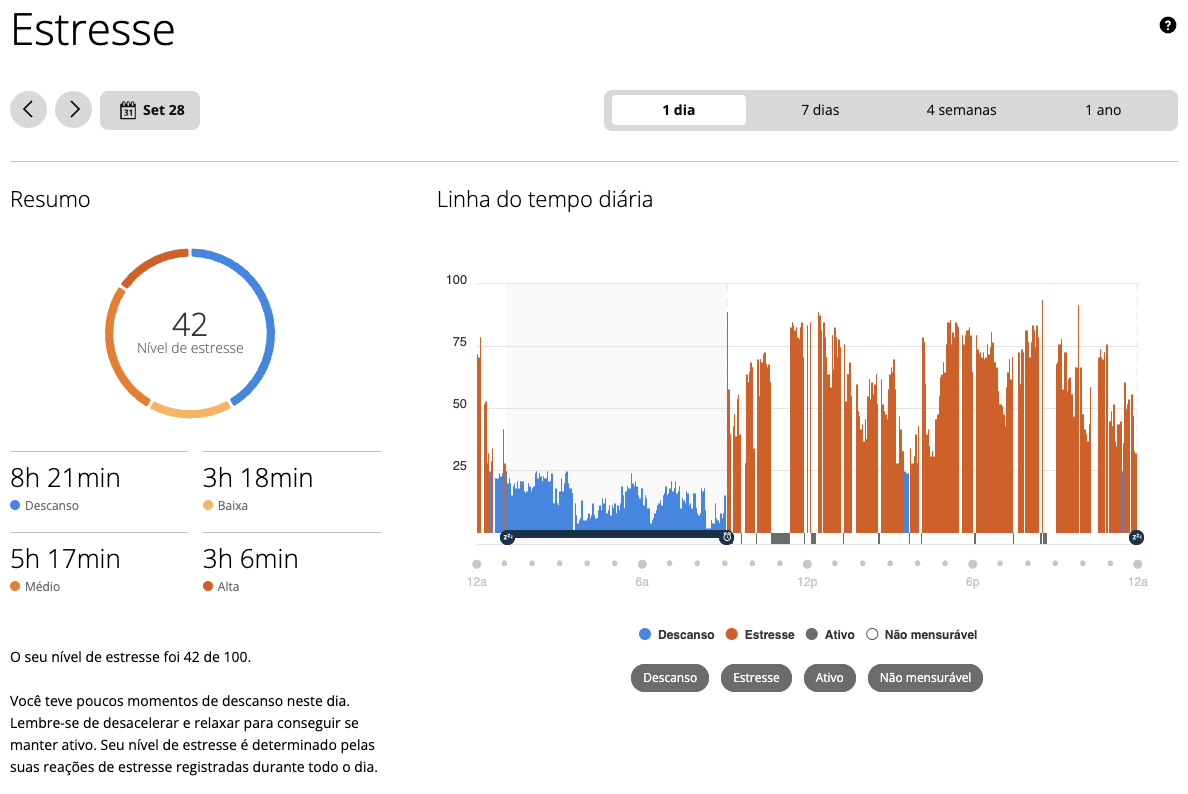 Estresse
?
31 Set 28
1 dia 7 dias 4 semanas 1 ano
Resumo
42
Nível de estresse
8h 21min 3h 18min
Descanso Baixa
5h 17min 3h 6min
Médio Alta
O seu nível de estresse foi 42 de 100.
Você teve poucos momentos de descanso neste dia.
Lembre-se de desacelerar e relaxar para conseguir se
manter ativo. Seu nível de estresse é determinado pelas
suas reações de estresse registradas durante todo o dia.
Linha do tempo diária
100
75
50
25
zzz zzz
12a 6a 12p 6p 12a
Descanso Estresse Ativo Não mensurável
Descanso Estresse Ativo Não mensurável